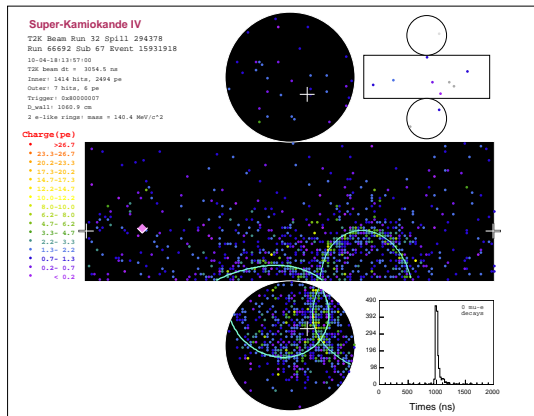 Super-Kamiokande IV
T2K Beam Run 32 Spill 294378
Run 66692 Sub 67 Event 15931918
10-04-18:13:57:00
T2K beam dt = 3054.5 ns
Inner: 1414 hits, 2494 pe
Outer: 7 hits, 6 pe
Trigger: 0x80000007
D_wall: 1060.9 cm
2 e-like rings: mass = 140.4 MeV/c^2
Charge(pe)
>26.7
23.3-26.7
20.2-23.3
17.3-20.2
14.7-17.3
12.2-14.7
10.0-12.2
8.0-10.0
6.2- 8.0
4.7- 6.2
3.3- 4.7
2.2- 3.3
1.3- 2.2
0.7- 1.3
0.2- 0.7
< 0.2
0 mu-e
decays
490
392
294
196
98
0
0 500 1000 1500 2000
Times (ns)